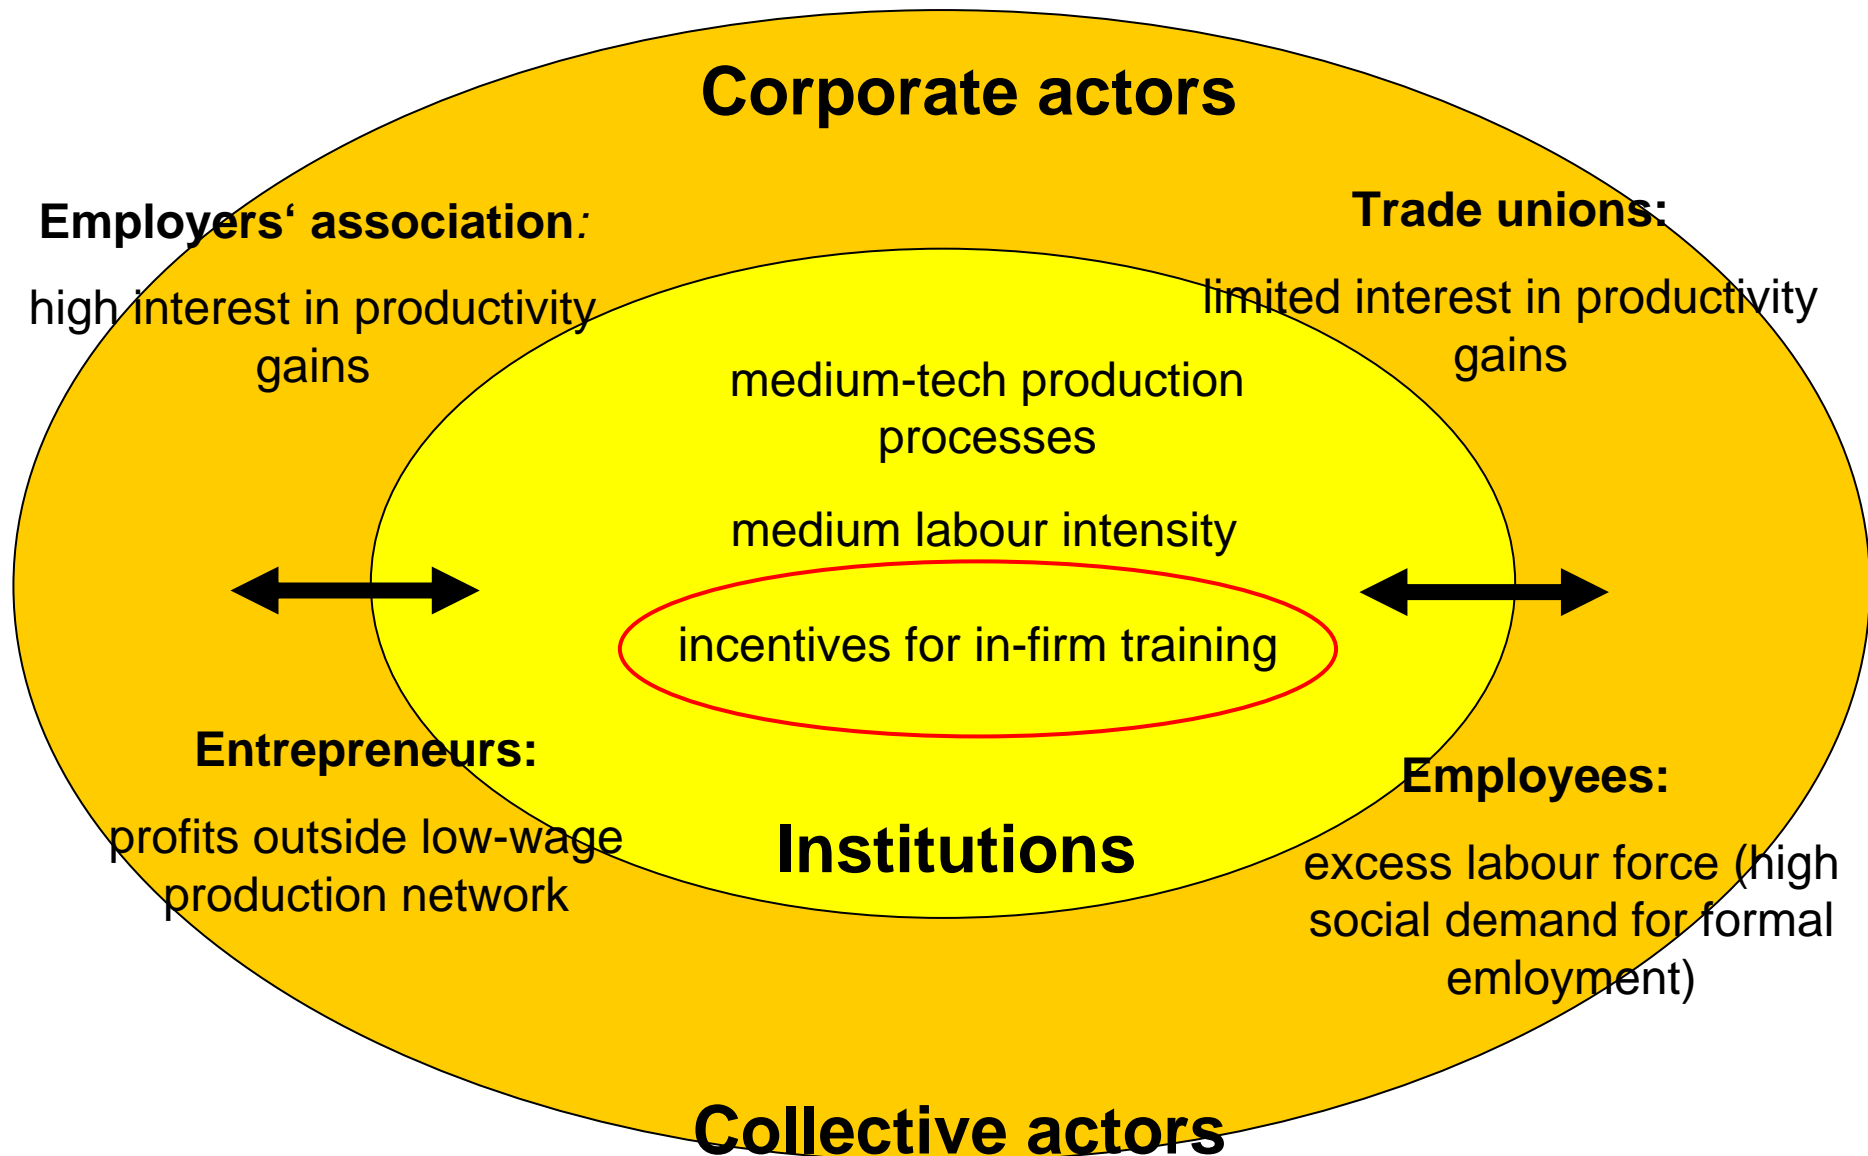 Corporate actors
Employers‘ association:
high interest in productivity
gains
Trade unions:
limited interest in productivity
gains
medium-tech production
processes
medium labour intensity
incentives for in-firm training
Entrepreneurs:
profits outside low-wage
production network
Institutions
Employees:
excess labour force (high
social demand for formal
emloyment)
Collective actors